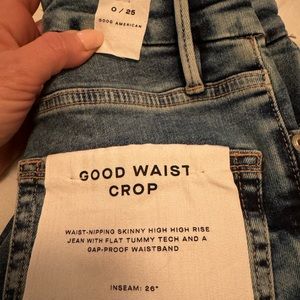 0 / 25
GOOD AMERICAN
GOOD WAIST
CROP
WAIST-NIPPING SKINNY HIGH HIGH RISE
JEAN WITH FLAT TUMMY TECH AND A
GAP-PROOF WAISTBAND
INSEAM: 26"